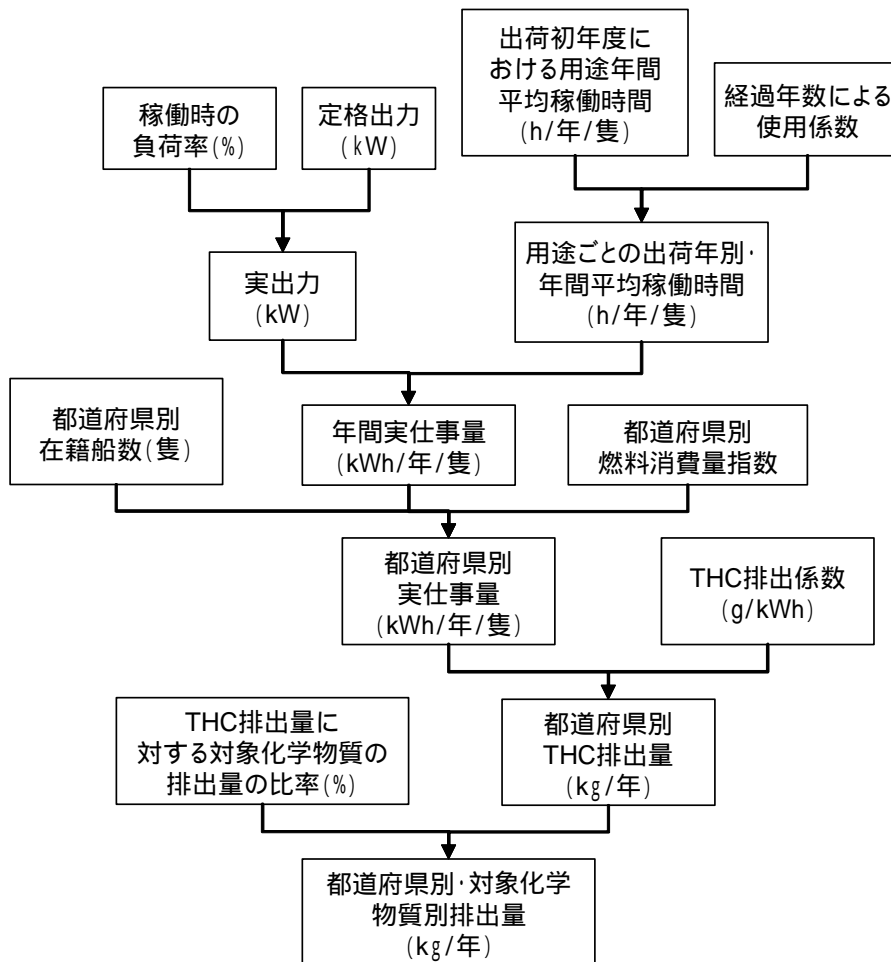 出荷初年度に
おける用途年間
平均稼働時間
(h/年/隻)
経過年数による
使用係数
稼働時の
負荷率(%)
定格出力
(kW)
実出力
(kW)
用途ごとの出荷年別・
年間平均稼働時間
(h/年/隻)
都道府県別
在籍船数(隻)
年間実仕事量
(kWh/年/隻)
都道府県別
燃料消費量指数
都道府県別
実仕事量
(kWh/年/隻)
THC排出係数
(g/kWh)
THC排出量に
対する対象化学物質の
排出量の比率(%)
都道府県別
THC排出量
(kg/年)
都道府県別・対象化学
物質別排出量
(kg/年)